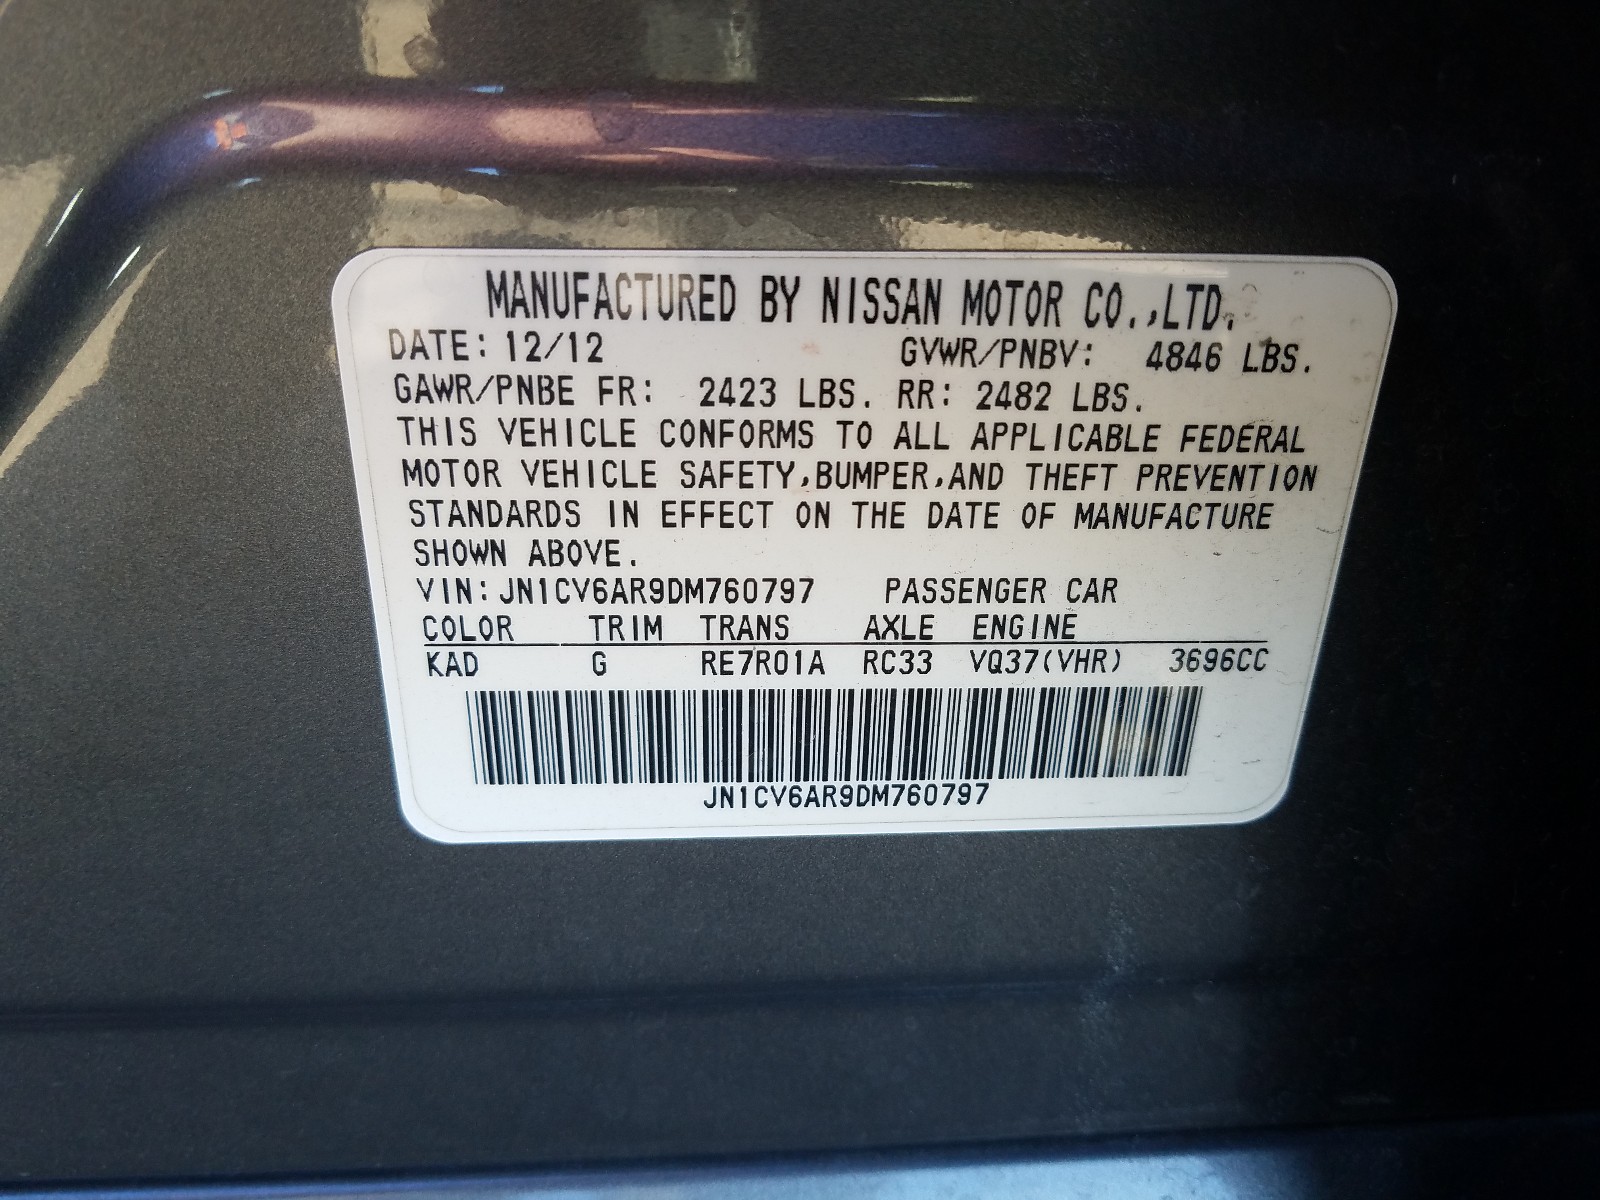 MANUFACTURED BY NISSAN MOTOR CO.,LTD.
DATE: 12/12 GVWR/PNBV: 4846 LBS.
GAWR/PNBE FR: 2423 LBS. RR: 2482 LBS.
THIS VEHICLE CONFORMS TO ALL APPLICABLE FEDERAL
MOTOR VEHICLE SAFETY,BUMPER,AND THEFT PREVENTION
STANDARDS IN EFFECT ON THE DATE OF MANUFACTURE
SHOWN ABOVE.
VIN:JN1CV6AR9DM760797 PASSENGER CAR
COLOR TRIM TRANS AXLE ENGINE
KAD G RE7R01A RC33 VQ37(VHR) 3696CC
JN1CV6AR9DM760797